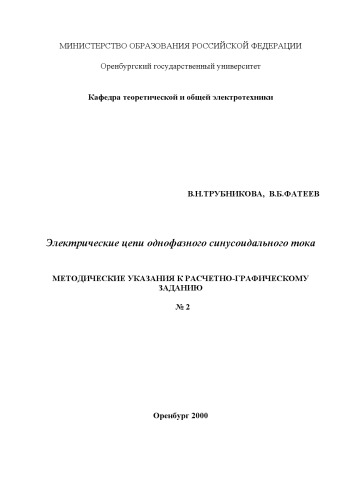 МИНИСТЕРСТВО ОБРАЗОВАНИЯ РОССИЙСКОЙ ФЕДЕРАЦИИ
Оренбургский государственный университет
Кафедра теоретической и общей электротехники
В.Н.ТРУБНИКОВА, В.Б.ФАТЕЕВ
Электрические цепи однофазного синусоидального тока
МЕТОДИЧЕСКИЕ УКАЗАНИЯ К РАСЧЕТНО-ГРАФИЧЕСКОМУ
ЗАДАНИЮ
№ 2
Оренбург 2000